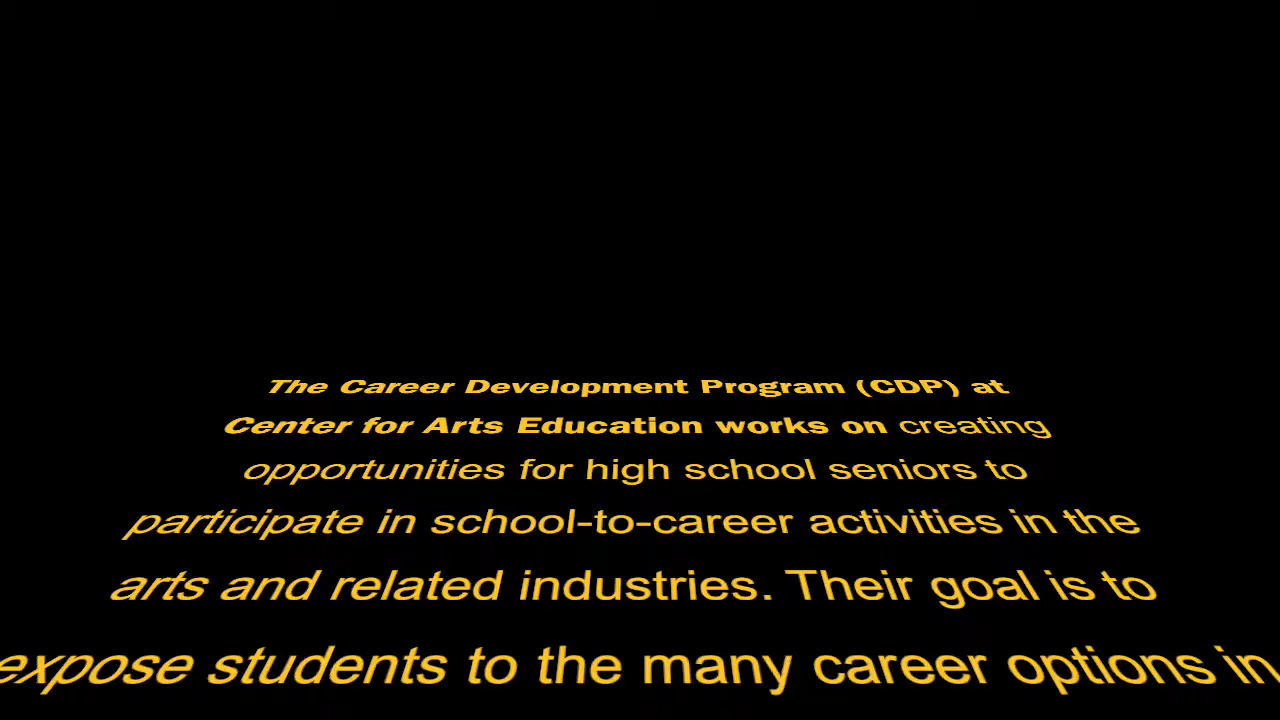 The Career Development Program (CDP) at
Center for Arts Education works on creating
opportunities for high school seniors to
participate in school-to-career activities in the
arts and related industries. Their goal is to
expose students to the many career options in